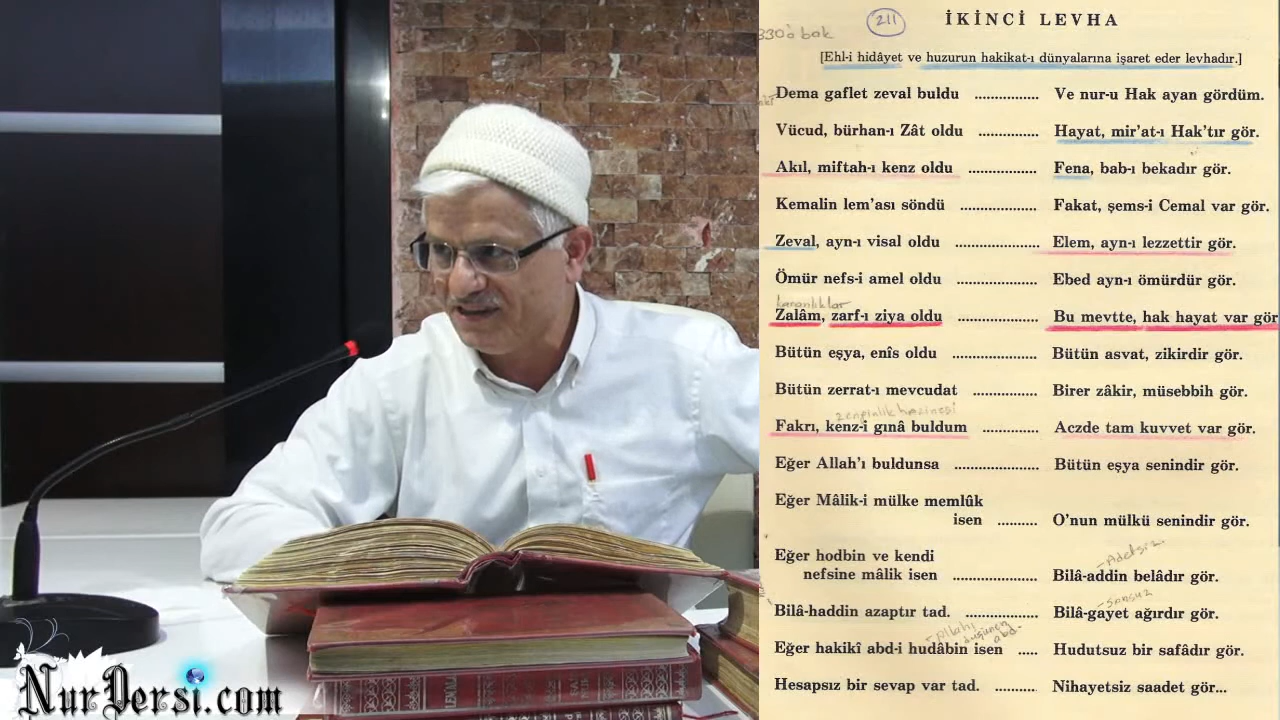 211
330'a bak
İKİNCİ LEVHA
[Ehl-i hidâyet ve huzurun hakikat-ı dünyalarına işaret eder levhadır.]
Dema gaflet zeval buldu ................ Ve nur-u Hak ayan gördüm.
Vücud, bürhan-ı Zât oldu ............... Hayat, mir'at-ı Hak'tır gör.
Akıl, miftah-ı kenz oldu ................. Fena, bab-ı bekadır gör.
Kemalin lem'ası söndü ................... Fakat, şems-i Cemal var gör.
Zeval, ayn-ı visal oldu ..................... Elem, ayn-ı lezzettir gör.
Ömür nefs-i amel oldu .................... Ebed ayn-ı ömürdür gör.
karanlıklar
Zalâm, zarf-ı ziya oldu .................... Bu mevtte, hak hayat var gör
Bütün eşya, enîs oldu ..................... Bütün asvat, zikirdir gör.
Bütün zerrat-ı mevcudat ................. Birer zâkir, müsebbih gör.
zenginlik hazinesi
Fakrı, kenz-i gınâ buldum .............. Aczde tam kuvvet var gör.
Eğer Allah'ı buldunsa ..................... Bütün eşya senindir gör.
Eğer Mâlik-i mülke memlûk
isen .......... O'nun mülkü senindir gör.
Eğer hodbin ve kendi
- Adetsiz
nefsine mâlik isen ..................... Bilâ-addin belâdır gör.
- sonsuz
Bilâ-haddin azaptır tad. .................. Bilâ-gayet ağırdır gör.
- Allahı düşünen abd.
Eğer hakikî abd-i hudâbin isen ..... Hudutsuz bir safâdır gör.
Hesapsız bir sevap var tad. .......... Nihayetsiz saadet gör...
NurDersi.com